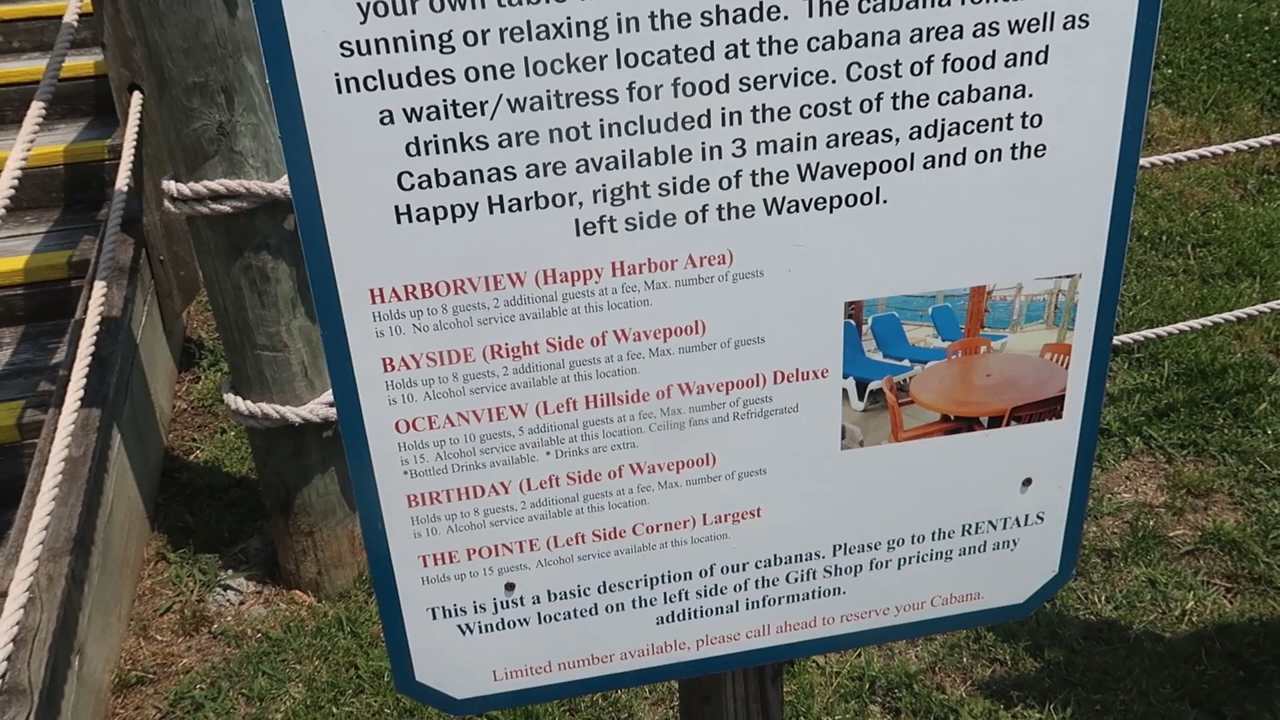 your own table
sunning or relaxing in the shade. The cabana
includes one locker located at the cabana area as well as
a waiter/waitress for food service. Cost of food and
drinks are not included in the cost of the cabana.
Cabanas are available in 3 main areas, adjacent to
Happy Harbor, right side of the Wavepool and on the
left side of the Wavepool.
HARBORVIEW (Happy Harbor Area)
Holds up to 8 guests, 2 additional guests at a fee, Max. number of guests
is 10. No alcohol service available at this location.
BAYSIDE (Right Side of Wavepool)
Holds up to 8 guests, 2 additional guests at a fee, Max. number of guests
is 10. Alcohol service available at this location.
OCEANVIEW (Left Hillside of Wavepool) Deluxe
Holds up to 10 guests, 5 additional guests at a fee, Max. number of guests
is 15. Alcohol service available at this location. Ceiling fans and Refridgerated
*Bottled Drinks available. * Drinks are extra.
BIRTHDAY (Left Side of Wavepool)
Holds up to 8 guests, 2 additional guests at a fee, Max. number of guests
is 10. Alcohol service available at this location.
THE POINTE (Left Side Corner) Largest
Holds up to 15 guests, Alcohol service available at this location.
This is just a basic description of our cabanas. Please go to the RENTALS
Window located on the left side of the Gift Shop for pricing and any
additional information.
Limited number available, please call ahead to reserve your Cabana.